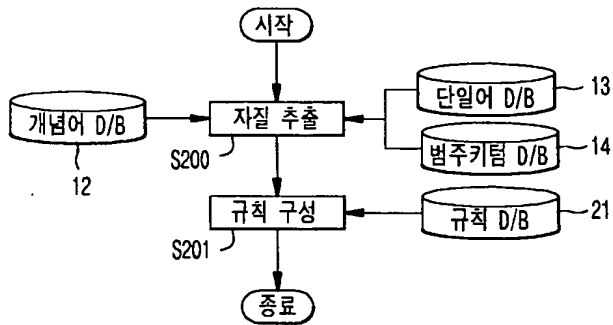 시작
개념어 D/B
12
자질 추출
S200
단일어 D/B
13
범주키텀 D/B
14
규칙 구성
S201
규칙 D/B
21
종료